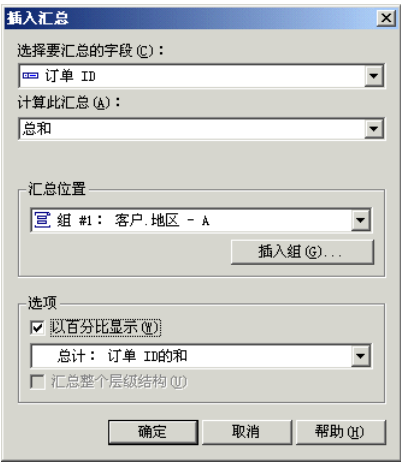 插入汇总
选择要汇总的字段(C):
订单 ID
计算此汇总(A):
总和
汇总位置
组 #1: 客户.地区 - A
插入组(G)...
选项
以百分比显示(W)
总计: 订单 ID的和
汇总整个层级结构(U)
确定 取消 帮助(H)